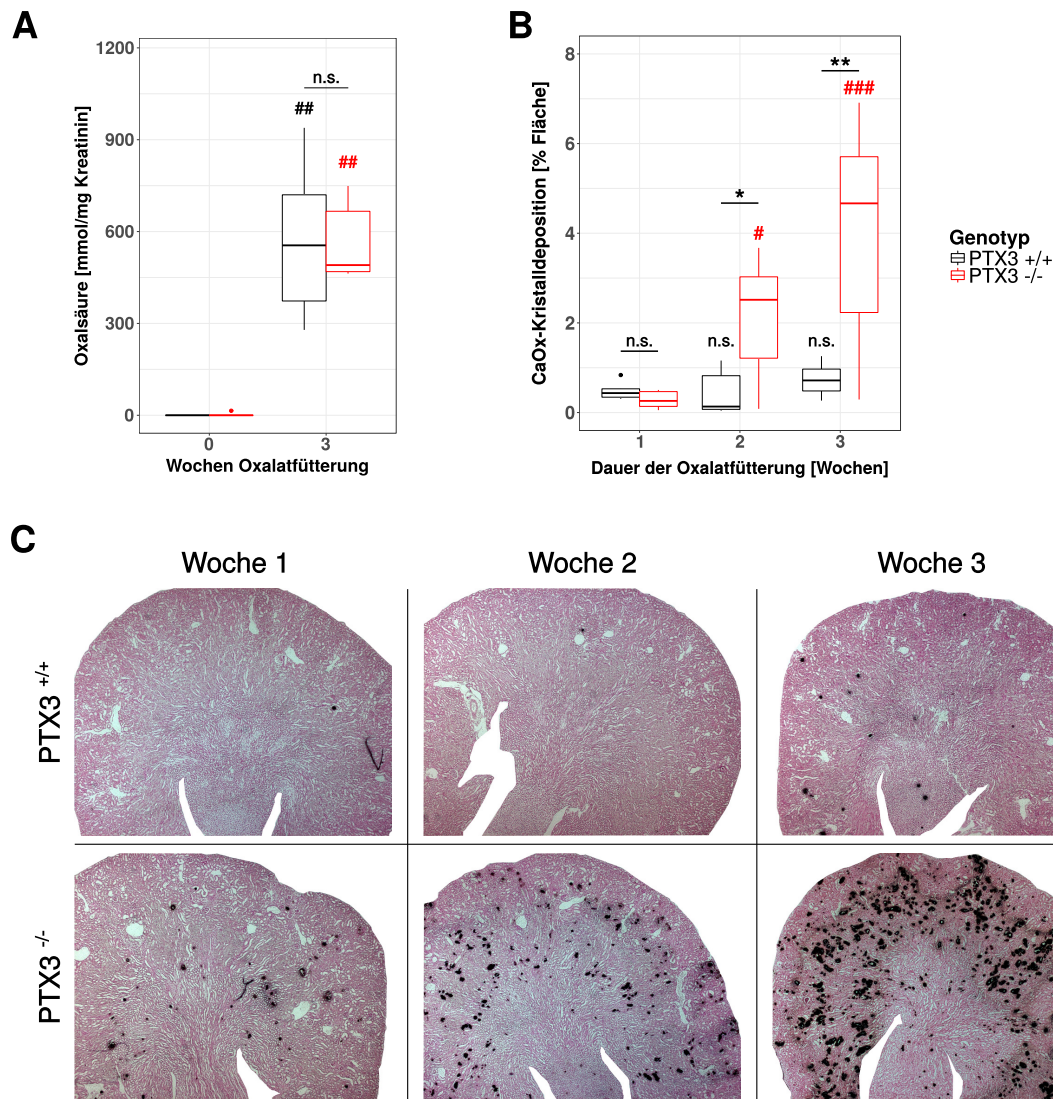 A
Oxalsäure [mmol/mg Kreatinin]
1200
900
600
300
0
n.s.
##
##
0
3
Wochen Oxalatfütterung
B
CaOx-Kristalldeposition [% Fläche]
8
6
4
2
0
n.s.
n.s.
*
#
n.s.
**
###
1
2
3
Dauer der Oxalatfütterung [Wochen]
Genotyp
PTX3 +/+
PTX3 -/-
C
Woche 1
Woche 2
Woche 3
PTX3 +/+
PTX3 -/-